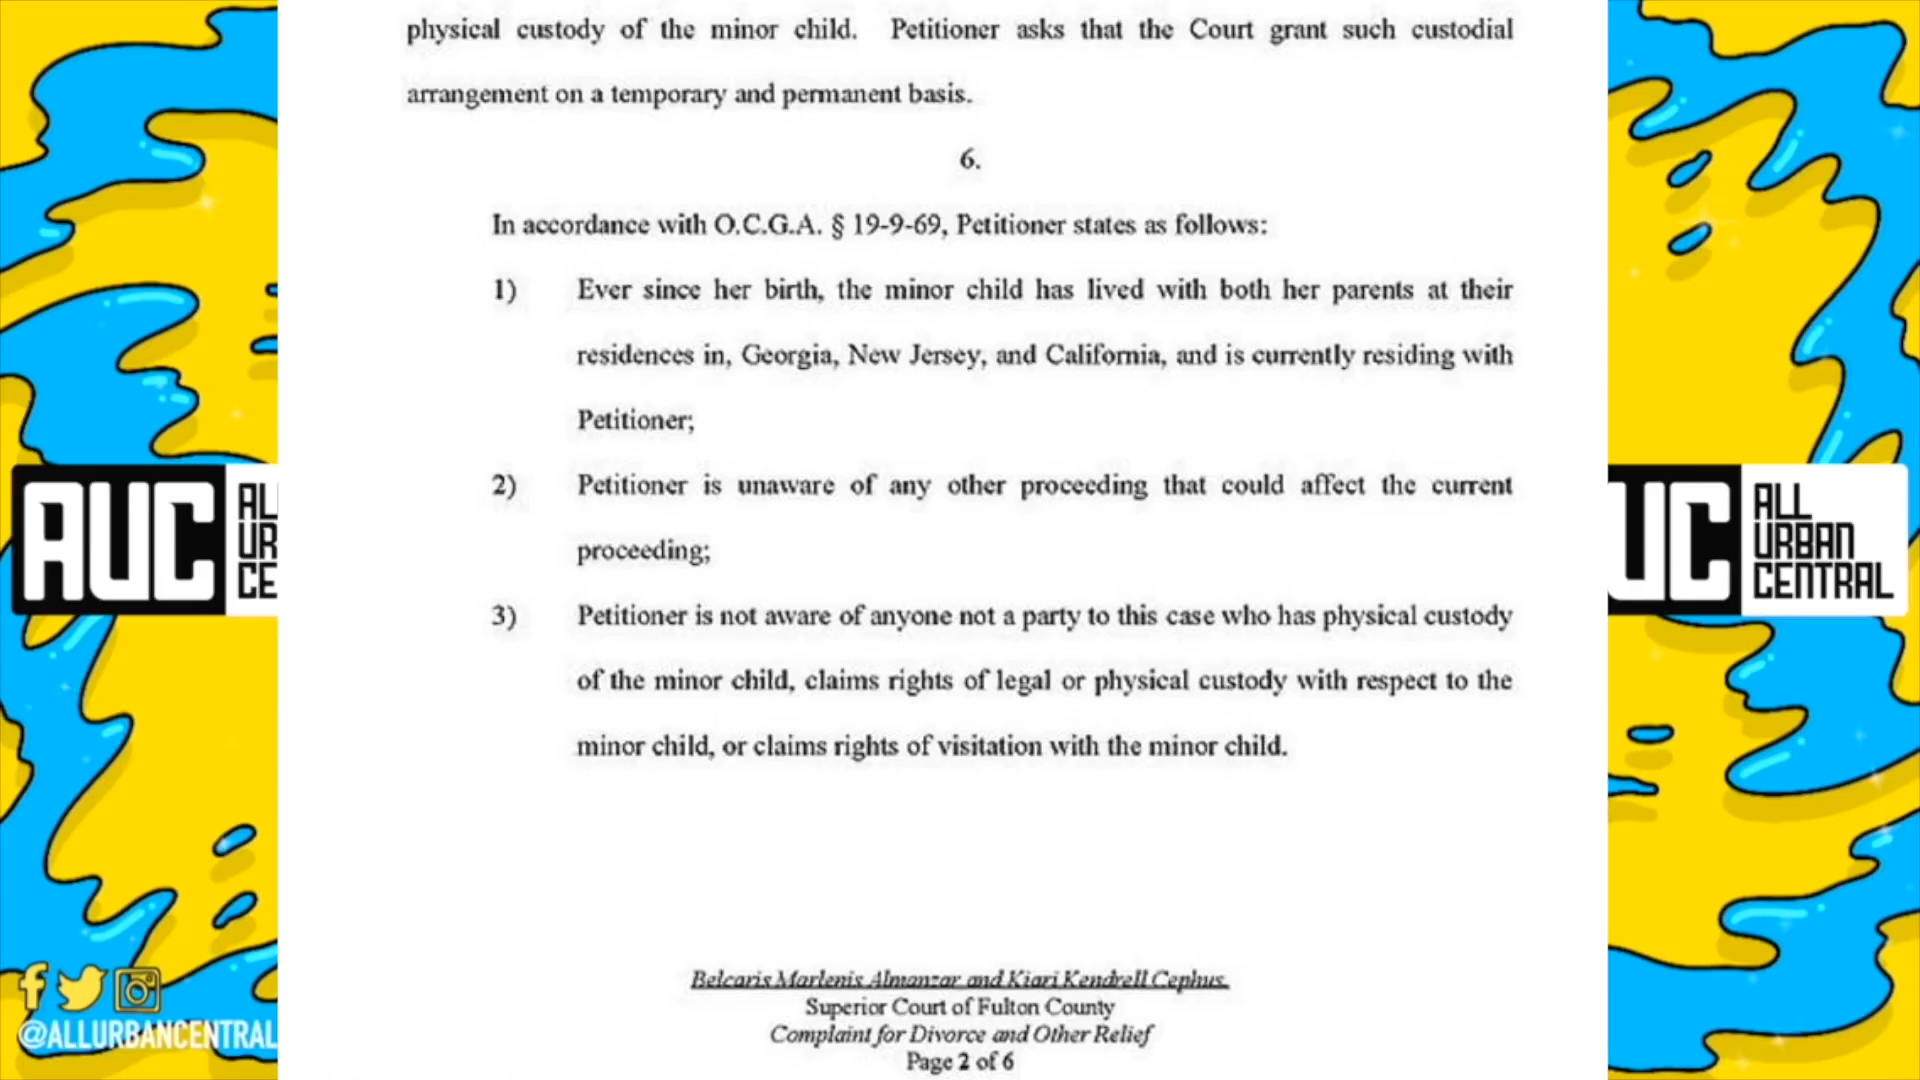 physical custody of the minor child. Petitioner asks that the Court grant such custodial
arrangement on a temporary and permanent basis.
6.
In accordance with O.C.G.A. § 19-9-69, Petitioner states as follows:
1) Ever since her birth, the minor child has lived with both her parents at their
residences in, Georgia, New Jersey, and California, and is currently residing with
Petitioner;
2) Petitioner is unaware of any other proceeding that could affect the current
proceeding;
3) Petitioner is not aware of anyone not a party to this case who has physical custody
of the minor child, claims rights of legal or physical custody with respect to the
minor child, or claims rights of visitation with the minor child.
Belcaris Marlenis Almanzar and Kiari Kendrell Cephus.
Superior Court of Fulton County
Complaint for Divorce and Other Relief
Page 2 of 6
AUC
AL
UR
CE
UC
ALL
URBAN
CENTRAL
@ALLURBANCENTRAL